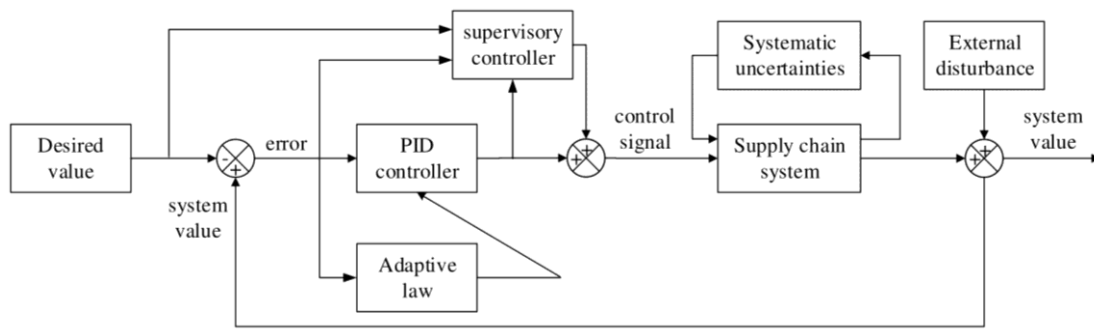 supervisory
controller
Systematic
uncertainties
External
disturbance
Desired
value
-
+
error
PID
controller
+
+
control
signal
Supply chain
system
+
+
system
value
system
value
Adaptive
law